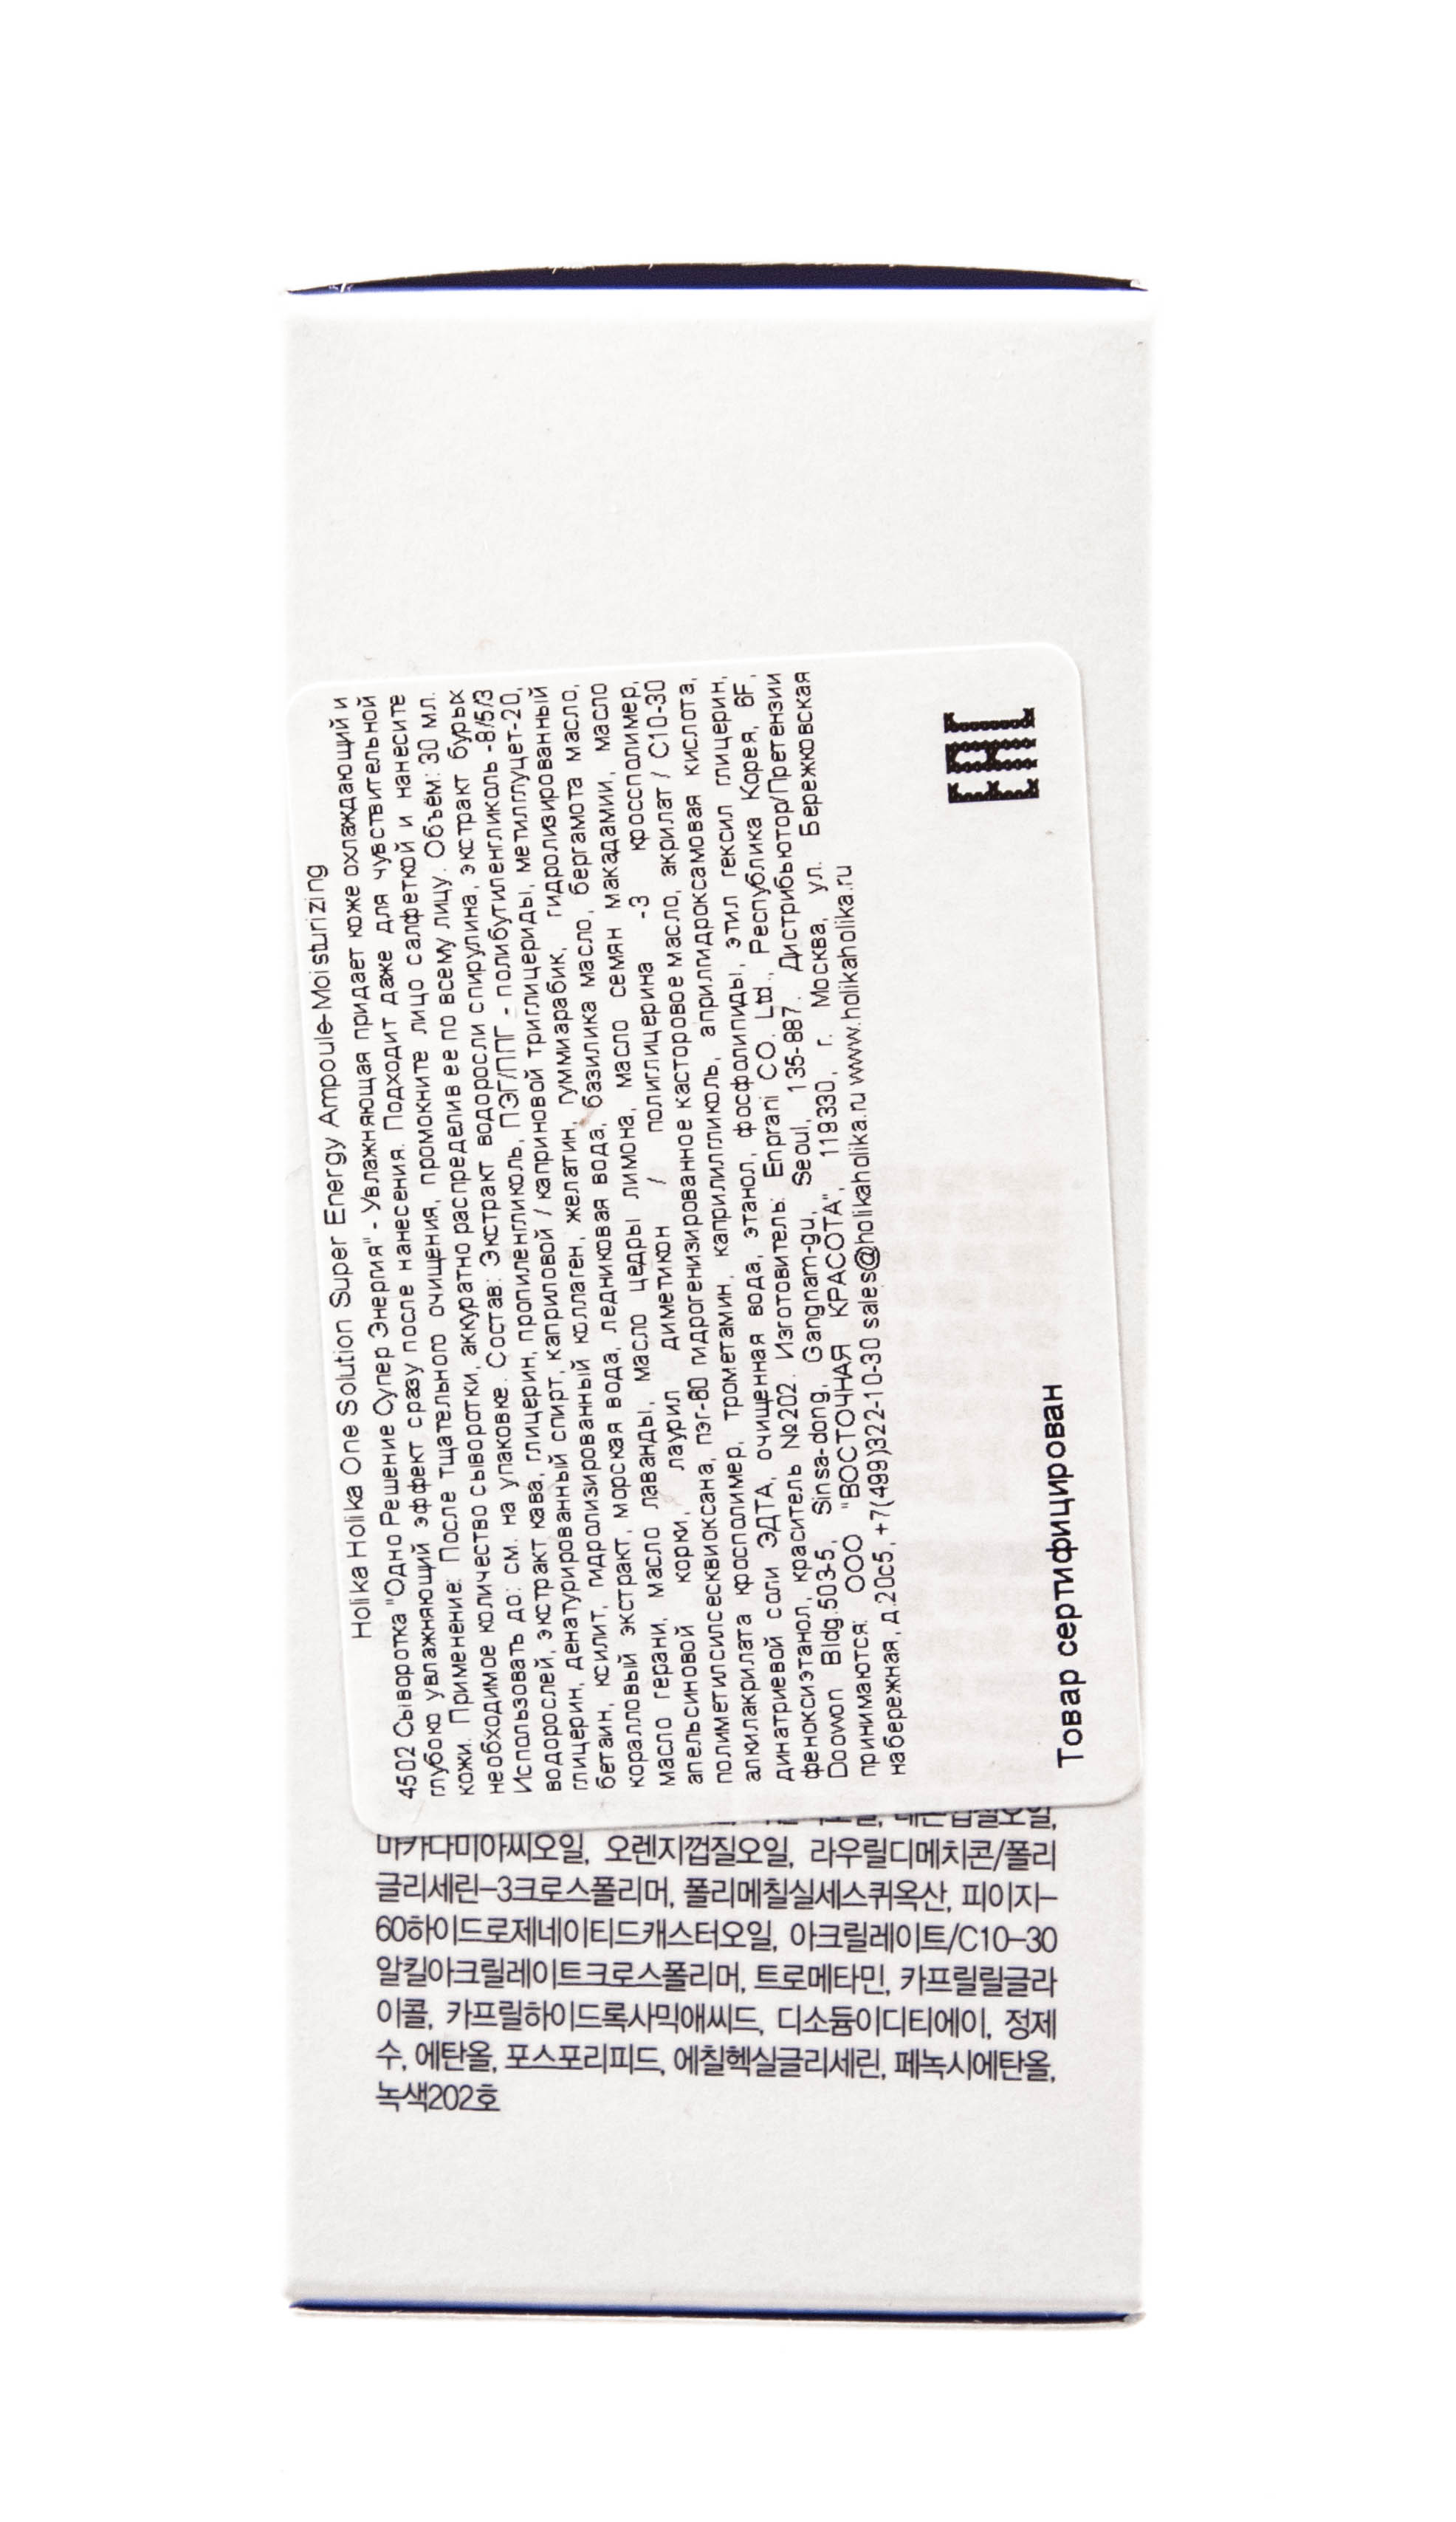 Holika Holika One Solution Super Energy Ampoule-Moisturizing
4502 Сыворотка "Одно Решение Супер Энергия" - Увлажняющая придает коже охлаждающий и
глубоко увлажняющий эффект сразу после нанесения. Подходит даже для чувствительной
кожи. Применение: После тщательного очищения, промокните лицо салфеткой и нанесите
необходимое количество сыворотки, аккуратно распределив ее по всему лицу. Объём: 30 мл.
Использовать до: см. на упаковке. Состав: Экстракт водоросли спирулина, экстракт бурых
водорослей, экстракт кава, глицерин, пропиленгликоль, ПЭГ/ППГ - полибутиленгликоль -8/5/3
глицерин, денатурированный спирт, каприловой / каприновой триглицериды, метилглуцет-20,
бетаин, ксилит, гидролизированный коллаген, желатин, гуммиарабик, гидролизированный
коралловый экстракт, морская вода, ледниковая вода, базилика масло, бергамота масло,
масло герани, масло лаванды, масло цедры лимона, масло семян макадамии, масло
апельсиновой корки, лаурил диметикон / полиглицерина -3 кроссполимер,
полиметилсилсесквиоксана, пэг-60 гидрогенизированное касторовое масло, акрилат / C10-30
алкилакрилата кросполимер, трометамин, каприлилгликоль, априлгидроксамовая кислота,
динатриевой соли ЭДТА, очищенная вода, этанол, фосфолипиды, этил гексил глицерин,
феноксиэтанол, краситель №202. Изготовитель: Enprani CO. Ltd., Республика Корея, 6F,
Doowon Bldg.503-5, Sinsa-dong, Gangnam-gu, Seoul, 135-887. Дистрибьютор/Претензии
принимаются: ООО "ВОСТОЧНАЯ КРАСОТА", 119330, г. Москва, ул. Бережковская
набережная, д.20с5, +7(499)322-10-30 sales@holikaholika.ru www.holikaholika.ru
Товар сертифицирован
EAC
레몬껍질오일,
마카다미아씨오일, 오렌지껍질오일, 라우릴디메치콘/폴리
글리세린-3크로스폴리머, 폴리메칠실세스퀴옥산, 피이지-
60하이드로제네이티드캐스터오일, 아크릴레이트/C10-30
알킬아크릴레이트크로스폴리머, 트로메타민, 카프릴릴글라
이콜, 카프릴하이드록사믹애씨드, 디소듐이디티에이, 정제
수, 에탄올, 포스포리피드, 에칠헥실글리세린, 페녹시에탄올,
녹색202호